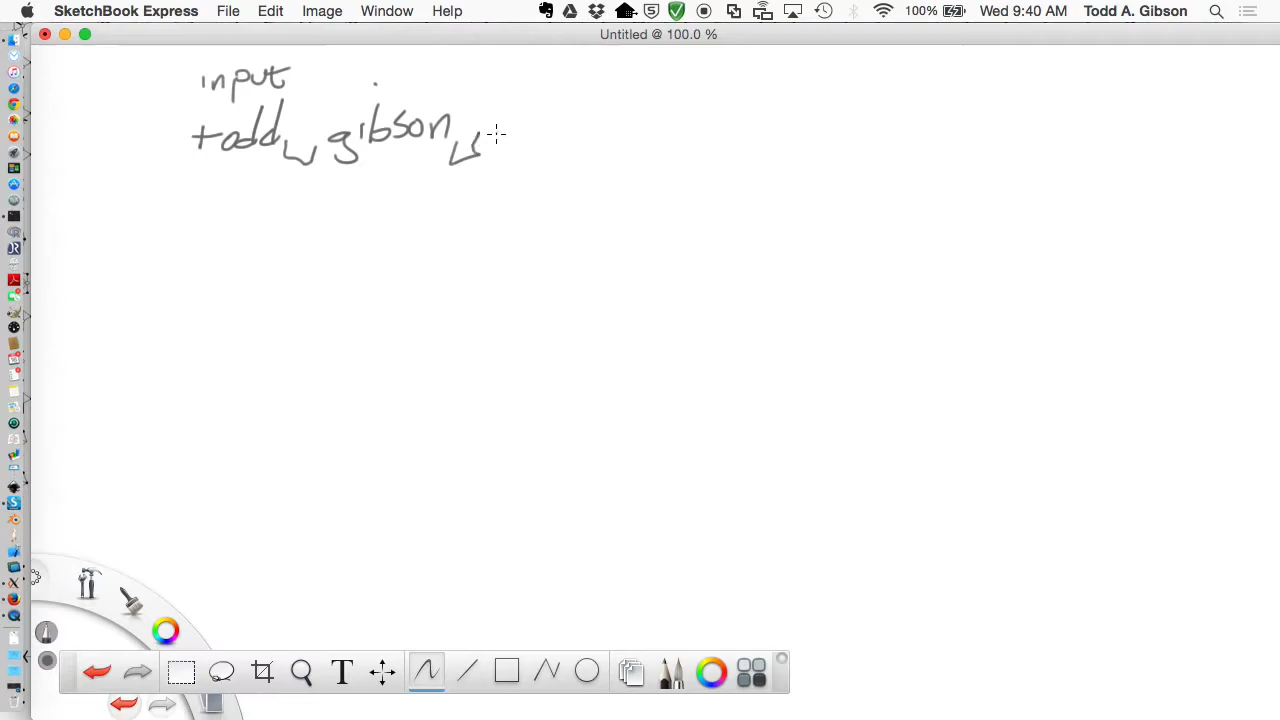 SketchBook Express File Edit Image Window Help 100% Wed 9:40 AM Todd A. Gibson
Untitled @ 100.0 %
input
todd␣gibson␣
T